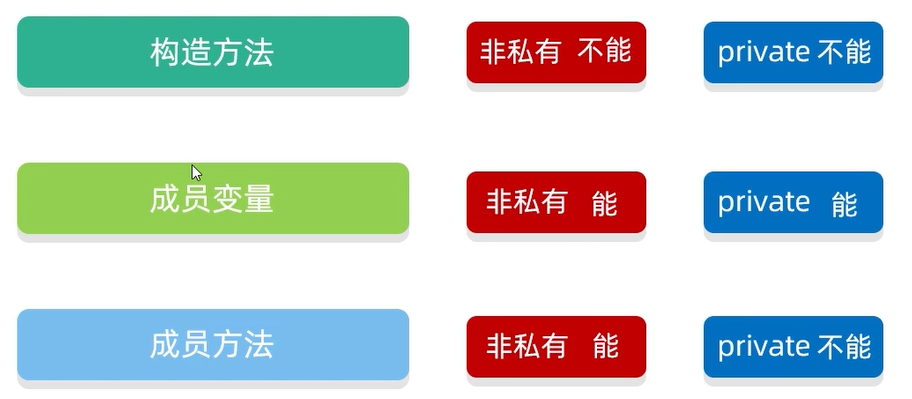 构造方法 非私有 不能 private 不能
成员变量 非私有 能 private 能
成员方法 非私有 能 private 不能